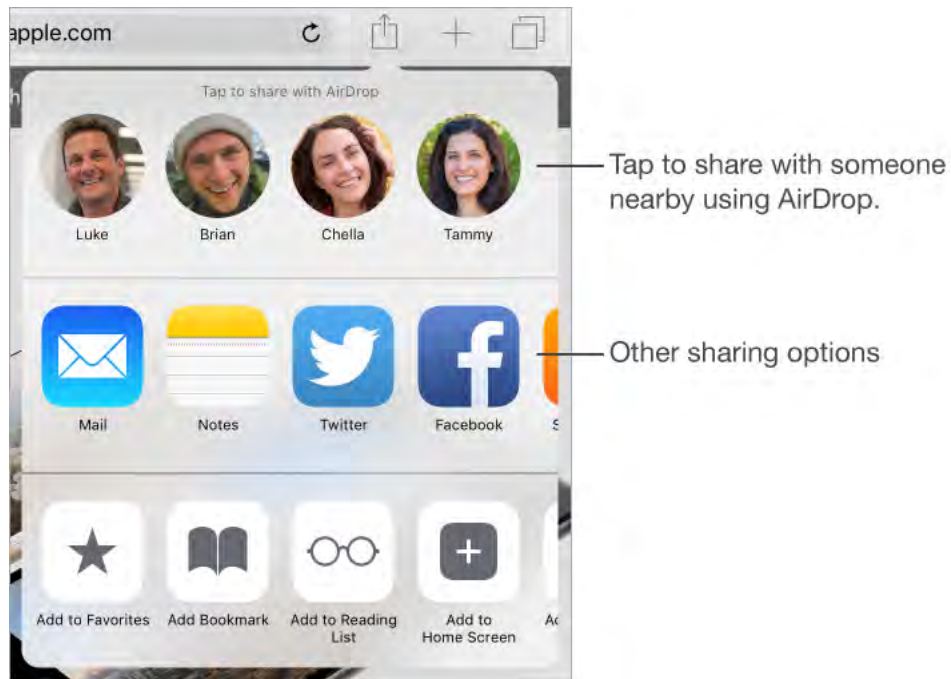 apple.com
Tap to share with AirDrop
Luke Brian Chella Tammy
Tap to share with someone
nearby using AirDrop.
Other sharing options
Mail Notes Twitter Facebook
Add to Favorites Add Bookmark Add to Reading List Add to Home Screen